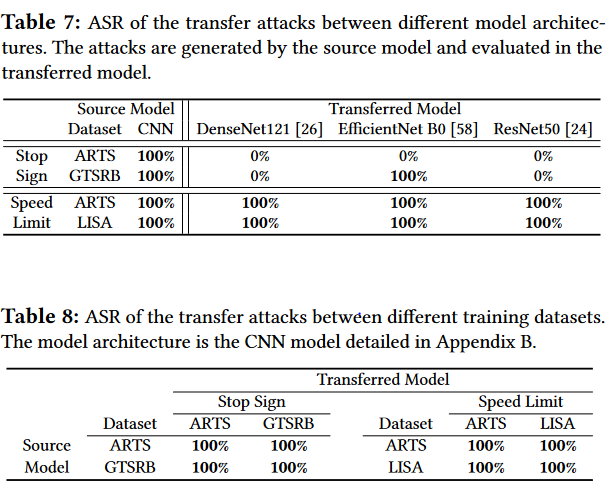 Table 7: ASR of the transfer attacks between different model architec-
tures. The attacks are generated by the source model and evaluated in the
transferred model.
Source Model Transferred Model
Dataset CNN DenseNet121 [26] EfficientNet B0 [58] ResNet50 [24]
Stop ARTS 100% 0% 0% 0%
Sign GTSRB 100% 0% 100% 0%
Speed ARTS 100% 100% 100% 100%
Limit LISA 100% 100% 100% 100%
Table 8: ASR of the transfer attacks between different training datasets.
The model architecture is the CNN model detailed in Appendix B.
Transferred Model
Stop Sign Speed Limit
Dataset ARTS GTSRB Dataset ARTS LISA
Source ARTS 100% 100% ARTS 100% 100%
Model GTSRB 100% 100% LISA 100% 100%